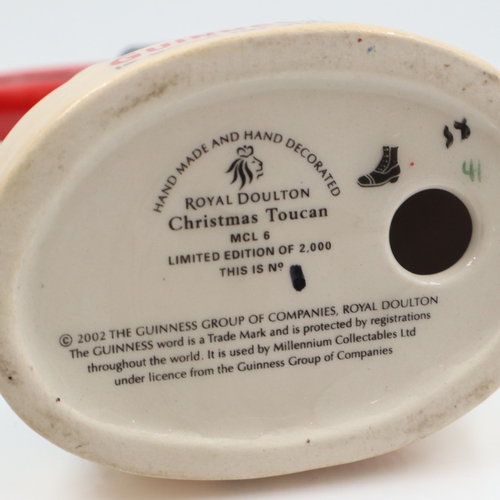 HAND MADE AND HAND DECORATED
ROYAL DOULTON
Christmas Toucan
MCL 6
LIMITED EDITION OF 2,000
THIS IS Nº
© 2002 THE GUINNESS GROUP OF COMPANIES, ROYAL DOULTON
The GUINNESS word is a Trade Mark and is protected by registrations
throughout the world. It is used by Millennium Collectables Ltd
under licence from the Guinness Group of Companies
41